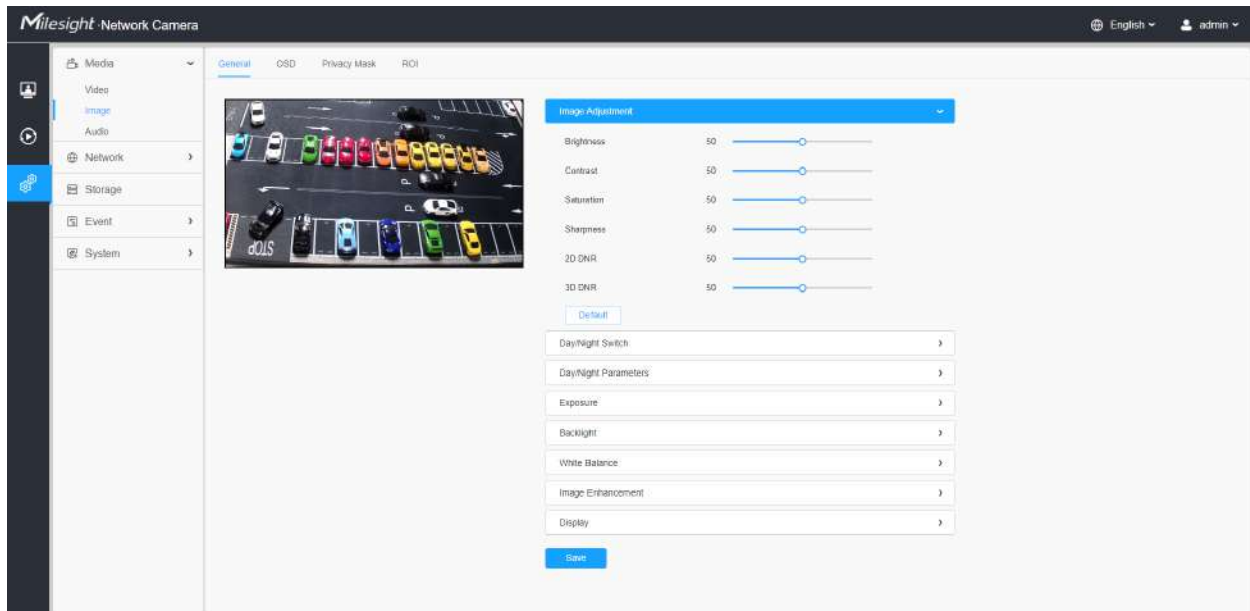 Milesight Network Camera
English
admin
Media
Video
Image
Audio
Network
Storage
Event
System
General OSD Privacy Mask ROI
P
P
STOP
Image Adjustment
Brightness 50
Contrast 50
Saturation 50
Sharpness 50
2D DNR 50
3D DNR 50
Default
Day/Night Switch
Day/Night Parameters
Exposure
Backlight
White Balance
Image Enhancement
Display
Save